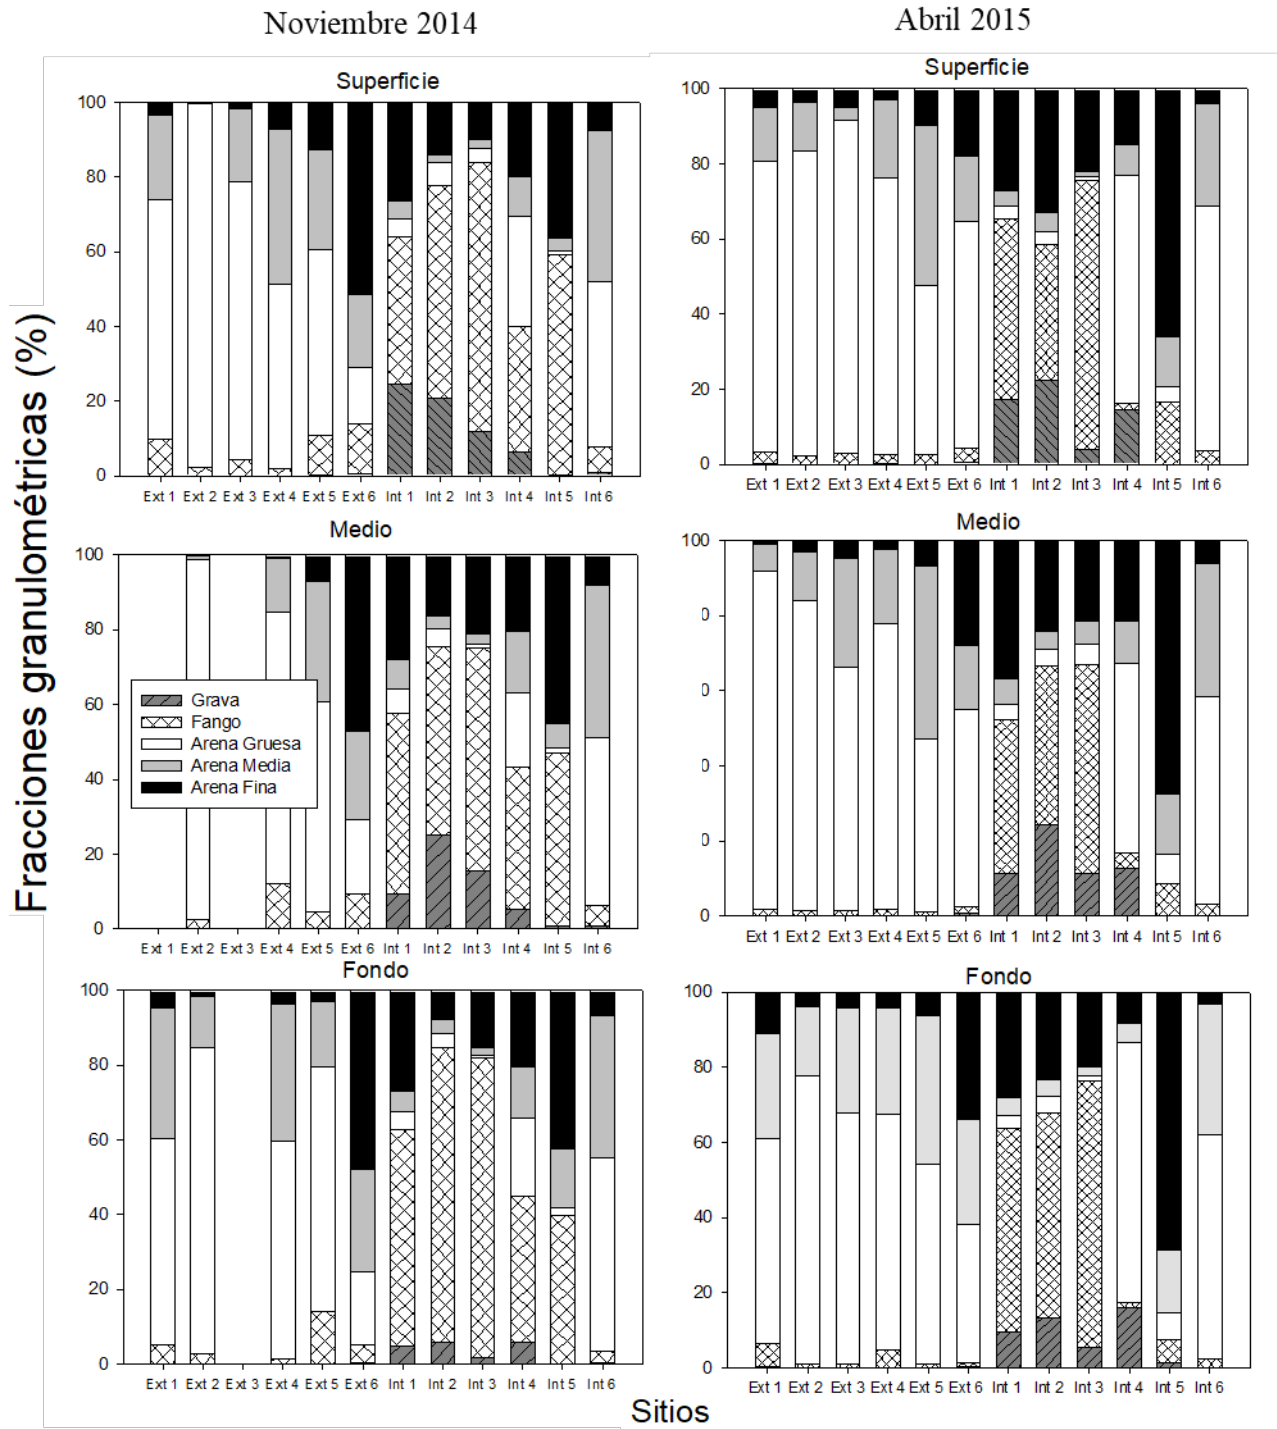 Noviembre 2014
Abril 2015
Fracciones granulométricas (%)
Superficie
100
80
60
40
20
0
Ext 1 Ext 2 Ext 3 Ext 4 Ext 5 Ext 6 Int 1 Int 2 Int 3 Int 4 Int 5 Int 6
Superficie
100
80
60
40
20
0
Ext 1 Ext 2 Ext 3 Ext 4 Ext 5 Ext 6 Int 1 Int 2 Int 3 Int 4 Int 5 Int 6
Medio
100
80
60
40
20
0
Grava
Fango
Arena Gruesa
Arena Media
Arena Fina
Ext 1 Ext 2 Ext 3 Ext 4 Ext 5 Ext 6 Int 1 Int 2 Int 3 Int 4 Int 5 Int 6
Medio
100
0
0
0
0
0
Ext 1 Ext 2 Ext 3 Ext 4 Ext 5 Ext 6 Int 1 Int 2 Int 3 Int 4 Int 5 Int 6
Fondo
100
80
60
40
20
0
Ext 1 Ext 2 Ext 3 Ext 4 Ext 5 Ext 6 Int 1 Int 2 Int 3 Int 4 Int 5 Int 6
Fondo
100
80
60
40
20
0
Ext 1 Ext 2 Ext 3 Ext 4 Ext 5 Ext 6 Int 1 Int 2 Int 3 Int 4 Int 5 Int 6
Sitios